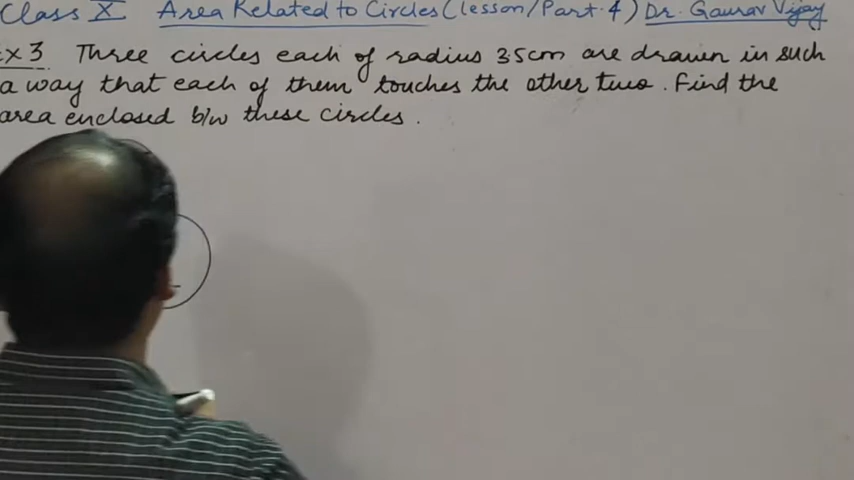 Class X Area Related to Circles (lesson/Part-4) Dr. Gaurav Vijay
Ex 3 Three circles each of radius 35cm are drawn in such
a way that each of them touches the other two. Find the
area enclosed b/w these circles.